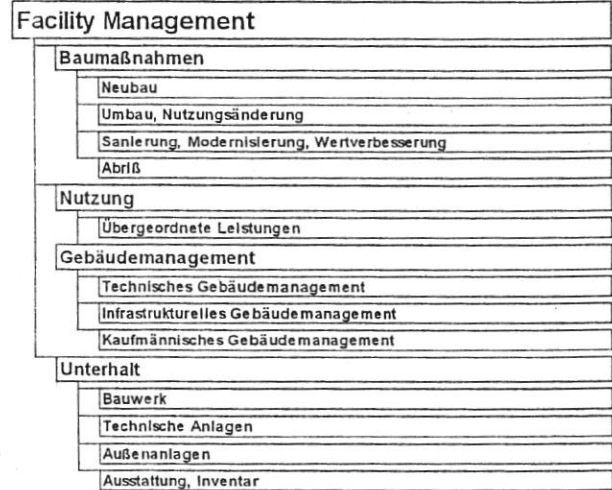 Facility Management
Baumaßnahmen
Neubau
Umbau, Nutzungsänderung
Sanierung, Modernisierung, Wertverbesserung
Abriß
Nutzung
Übergeordnete Leistungen
Gebäudemanagement
Technisches Gebäudemanagement
Infrastrukturelles Gebäudemanagement
Kaufmännisches Gebäudemanagement
Unterhalt
Bauwerk
Technische Anlagen
Außenanlagen
Ausstattung, Inventar